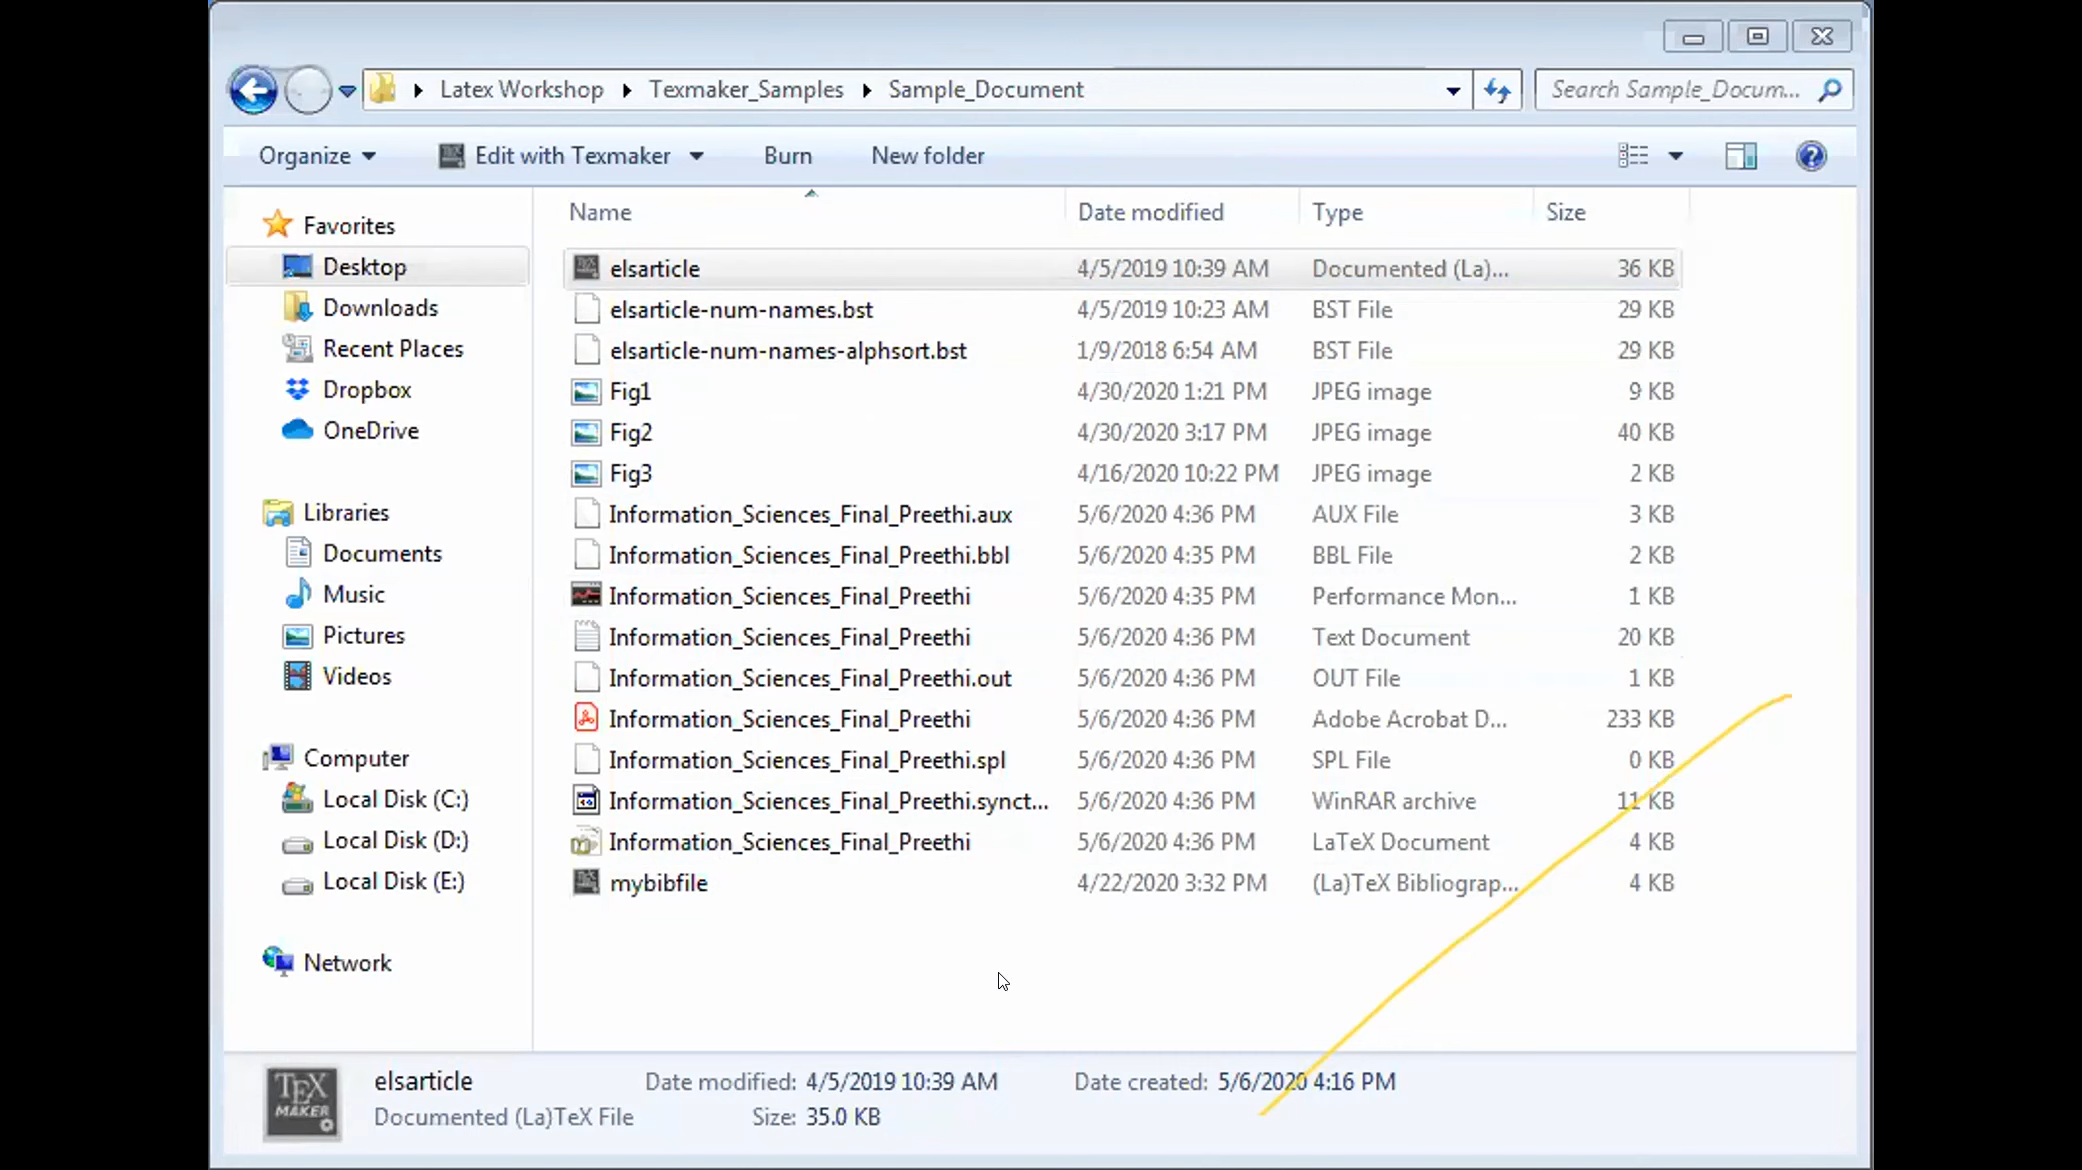 Latex Workshop Texmaker_Samples Sample_Document Search Sample_Docum...
Organize Edit with Texmaker Burn New folder
Name Date modified Type Size
Favorites
Desktop
Downloads
Recent Places
Dropbox
OneDrive
Libraries
Documents
Music
Pictures
Videos
Computer
Local Disk (C:)
Local Disk (D:)
Local Disk (E:)
Network
elsarticle 4/5/2019 10:39 AM Documented (La)... 36 KB
elsarticle-num-names.bst 4/5/2019 10:23 AM BST File 29 KB
elsarticle-num-names-alphsort.bst 1/9/2018 6:54 AM BST File 29 KB
Fig1 4/30/2020 1:21 PM JPEG image 9 KB
Fig2 4/30/2020 3:17 PM JPEG image 40 KB
Fig3 4/16/2020 10:22 PM JPEG image 2 KB
Information_Sciences_Final_Preethi.aux 5/6/2020 4:36 PM AUX File 3 KB
Information_Sciences_Final_Preethi.bbl 5/6/2020 4:35 PM BBL File 2 KB
Information_Sciences_Final_Preethi 5/6/2020 4:35 PM Performance Mon... 1 KB
Information_Sciences_Final_Preethi 5/6/2020 4:36 PM Text Document 20 KB
Information_Sciences_Final_Preethi.out 5/6/2020 4:36 PM OUT File 1 KB
Information_Sciences_Final_Preethi 5/6/2020 4:36 PM Adobe Acrobat D... 233 KB
Information_Sciences_Final_Preethi.spl 5/6/2020 4:36 PM SPL File 0 KB
Information_Sciences_Final_Preethi.synct... 5/6/2020 4:36 PM WinRAR archive 11 KB
Information_Sciences_Final_Preethi 5/6/2020 4:36 PM LaTeX Document 4 KB
mybibfile 4/22/2020 3:32 PM (La)TeX Bibliograp... 4 KB
TEX MAKER
elsarticle Date modified: 4/5/2019 10:39 AM Date created: 5/6/2020 4:16 PM
Documented (La)TeX File Size: 35.0 KB